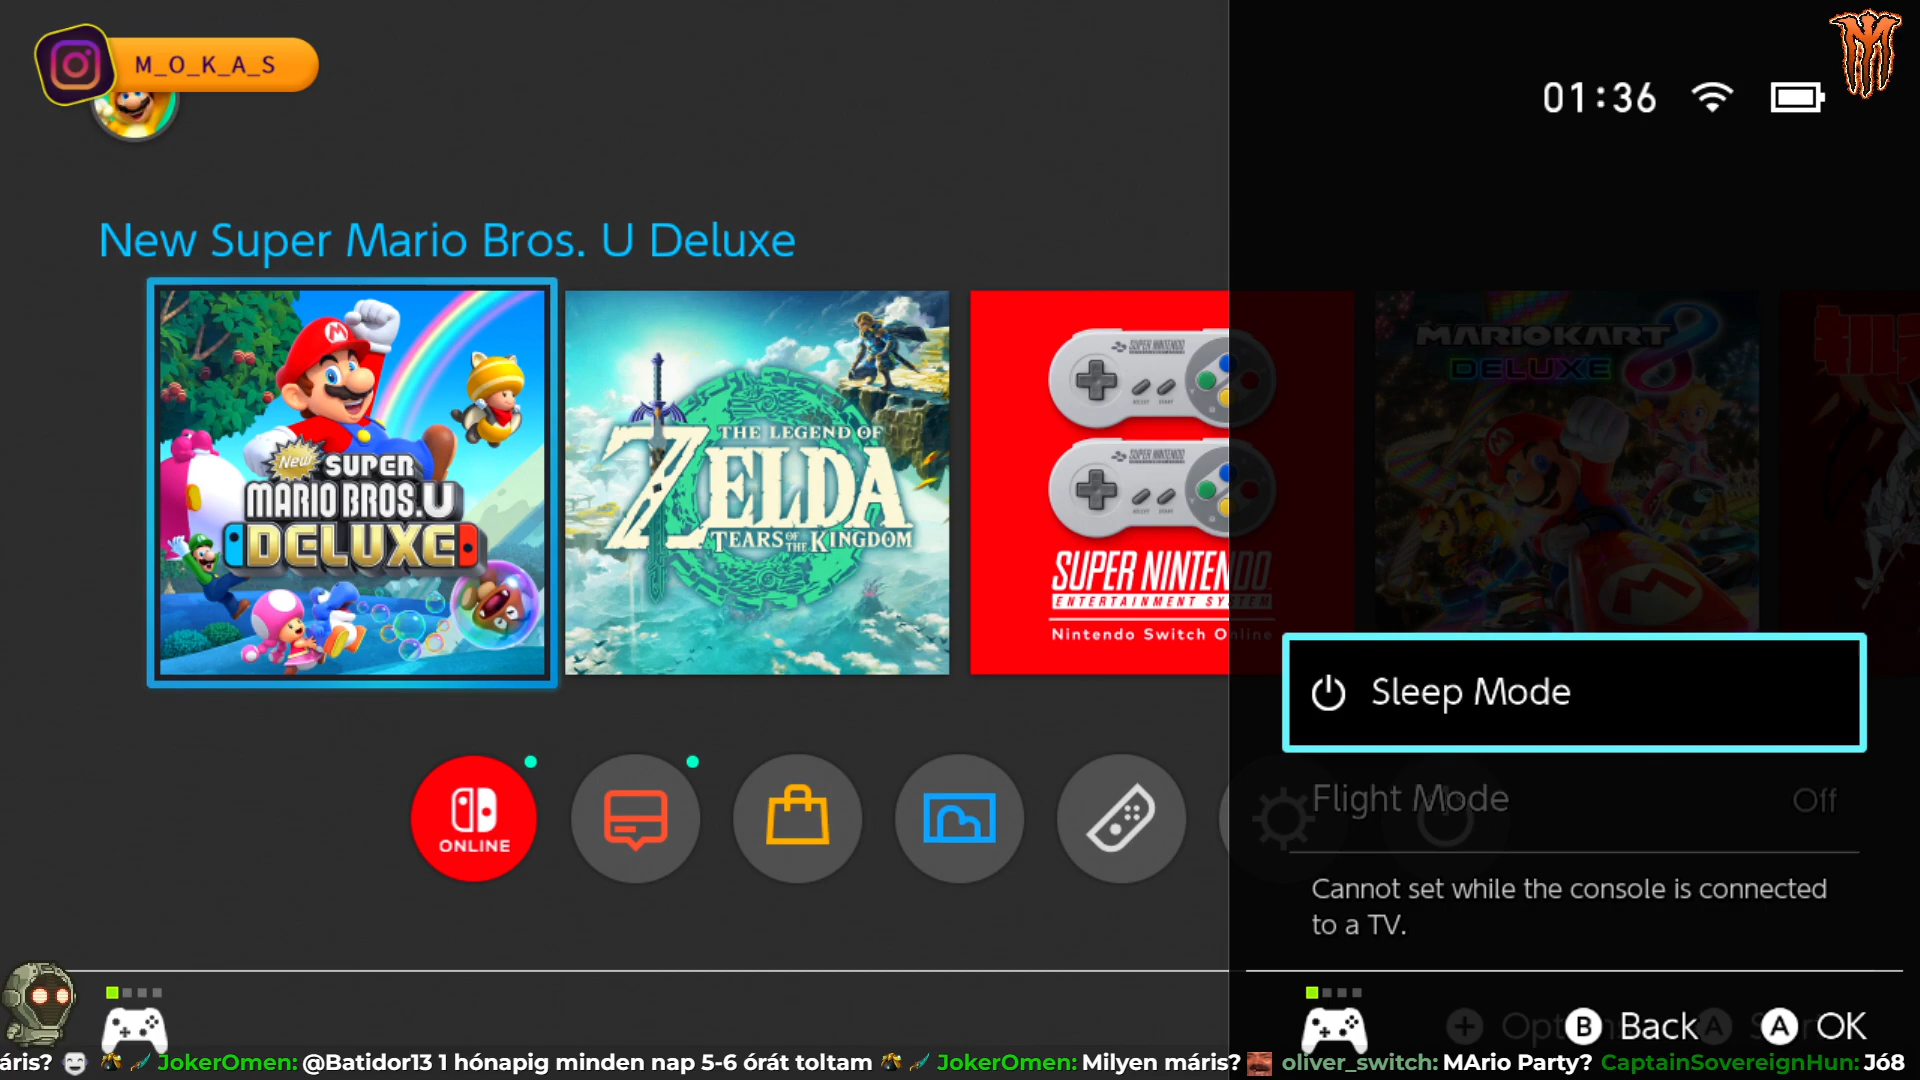 M_O_K_A_S
01:36
New Super Mario Bros. U Deluxe
New SUPER
MARIO BROS. U
DELUXE
THE LEGEND OF
ZELDA
TEARS OF THE KINGDOM
SUPER NINTENDO
ENTERTAINMENT SYSTEM
Nintendo Switch Online
MARIOKART 8
DELUXE
Sleep Mode
Flight Mode Off
Cannot set while the console is connected
to a TV.
ONLINE
B Back A OK
áris? JokerOmen: @Batidor13 1 hónapig minden nap 5-6 órát toltam JokerOmen: Milyen máris? oliver_switch: MArio Party? CaptainSovereignHun: Jó8